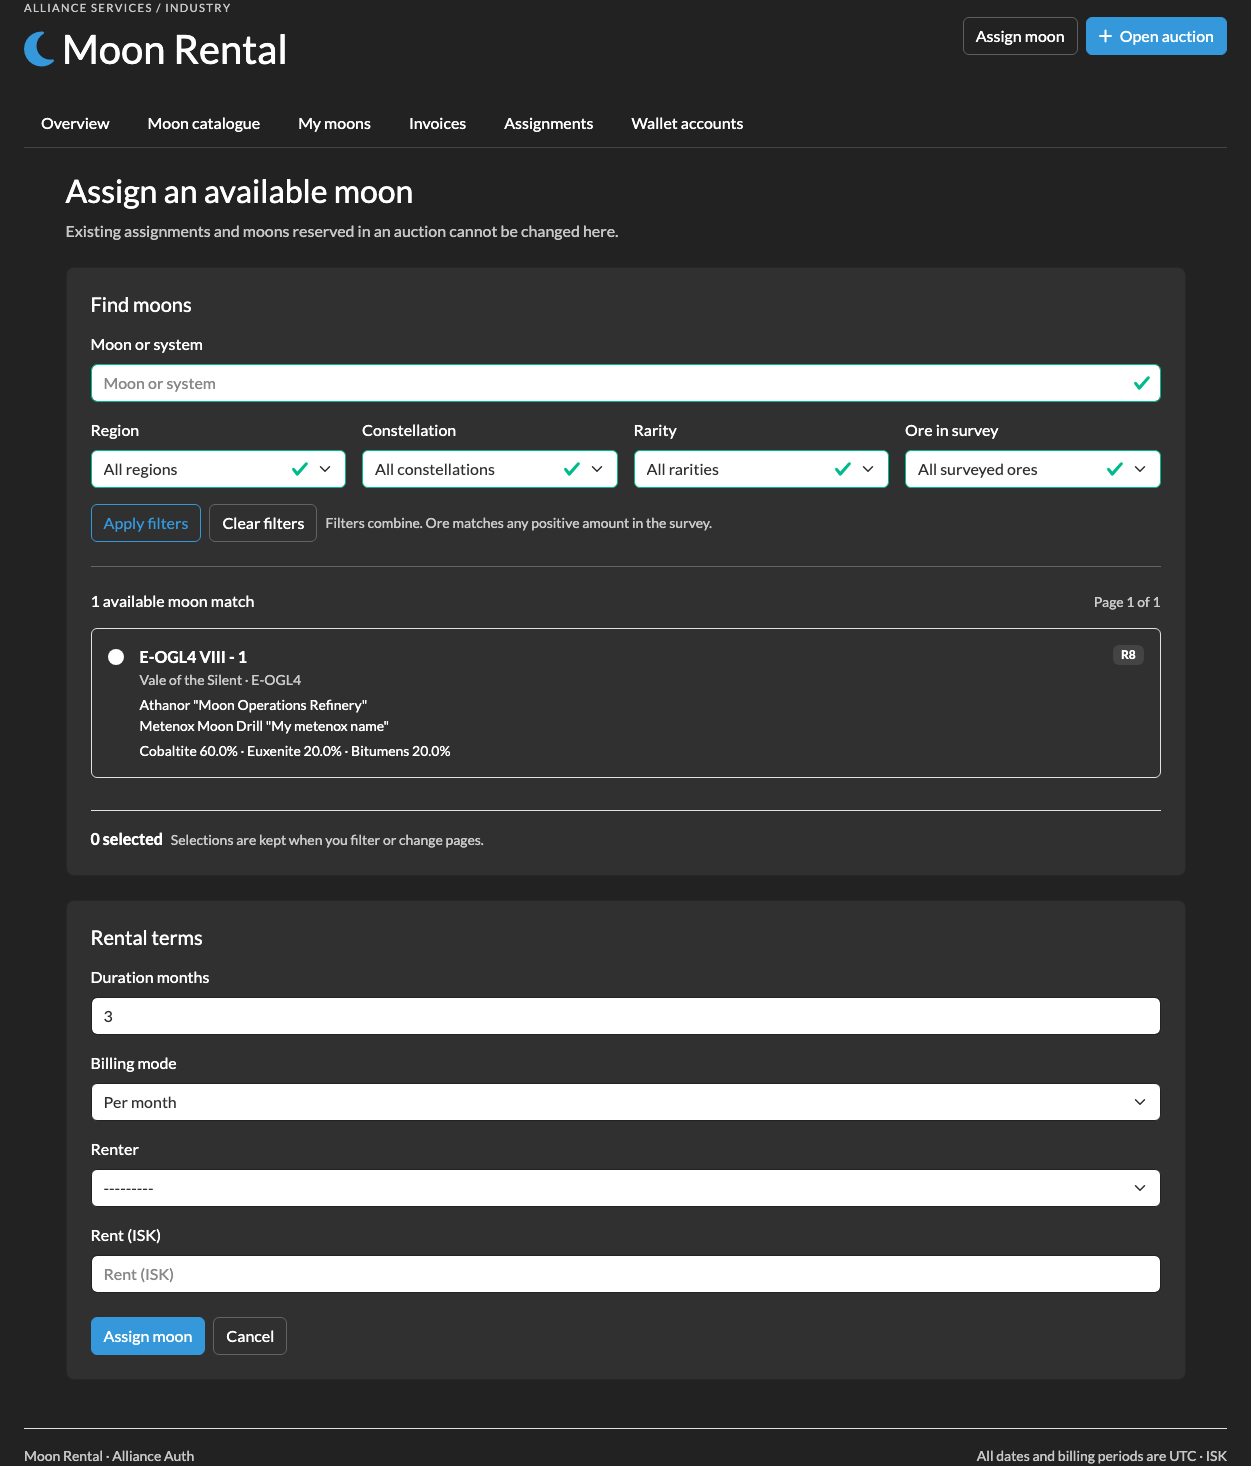 ALLIANCE SERVICES / INDUSTRY
Moon Rental
Assign moon
+ Open auction
Overview
Moon catalogue
My moons
Invoices
Assignments
Wallet accounts
Assign an available moon
Existing assignments and moons reserved in an auction cannot be changed here.
Find moons
Moon or system
Moon or system
Region
Constellation
Rarity
Ore in survey
All regions
All constellations
All rarities
All surveyed ores
Apply filters
Clear filters
Filters combine. Ore matches any positive amount in the survey.
1 available moon match
Page 1 of 1
E-OGL4 VIII - 1
R8
Vale of the Silent · E-OGL4
Athanor "Moon Operations Refinery"
Metenox Moon Drill "My metenox name"
Cobaltite 60.0% · Euxenite 20.0% · Bitumens 20.0%
0 selected Selections are kept when you filter or change pages.
Rental terms
Duration months
3
Billing mode
Per month
Renter
---------
Rent (ISK)
Rent (ISK)
Assign moon
Cancel
Moon Rental · Alliance Auth
All dates and billing periods are UTC · ISK